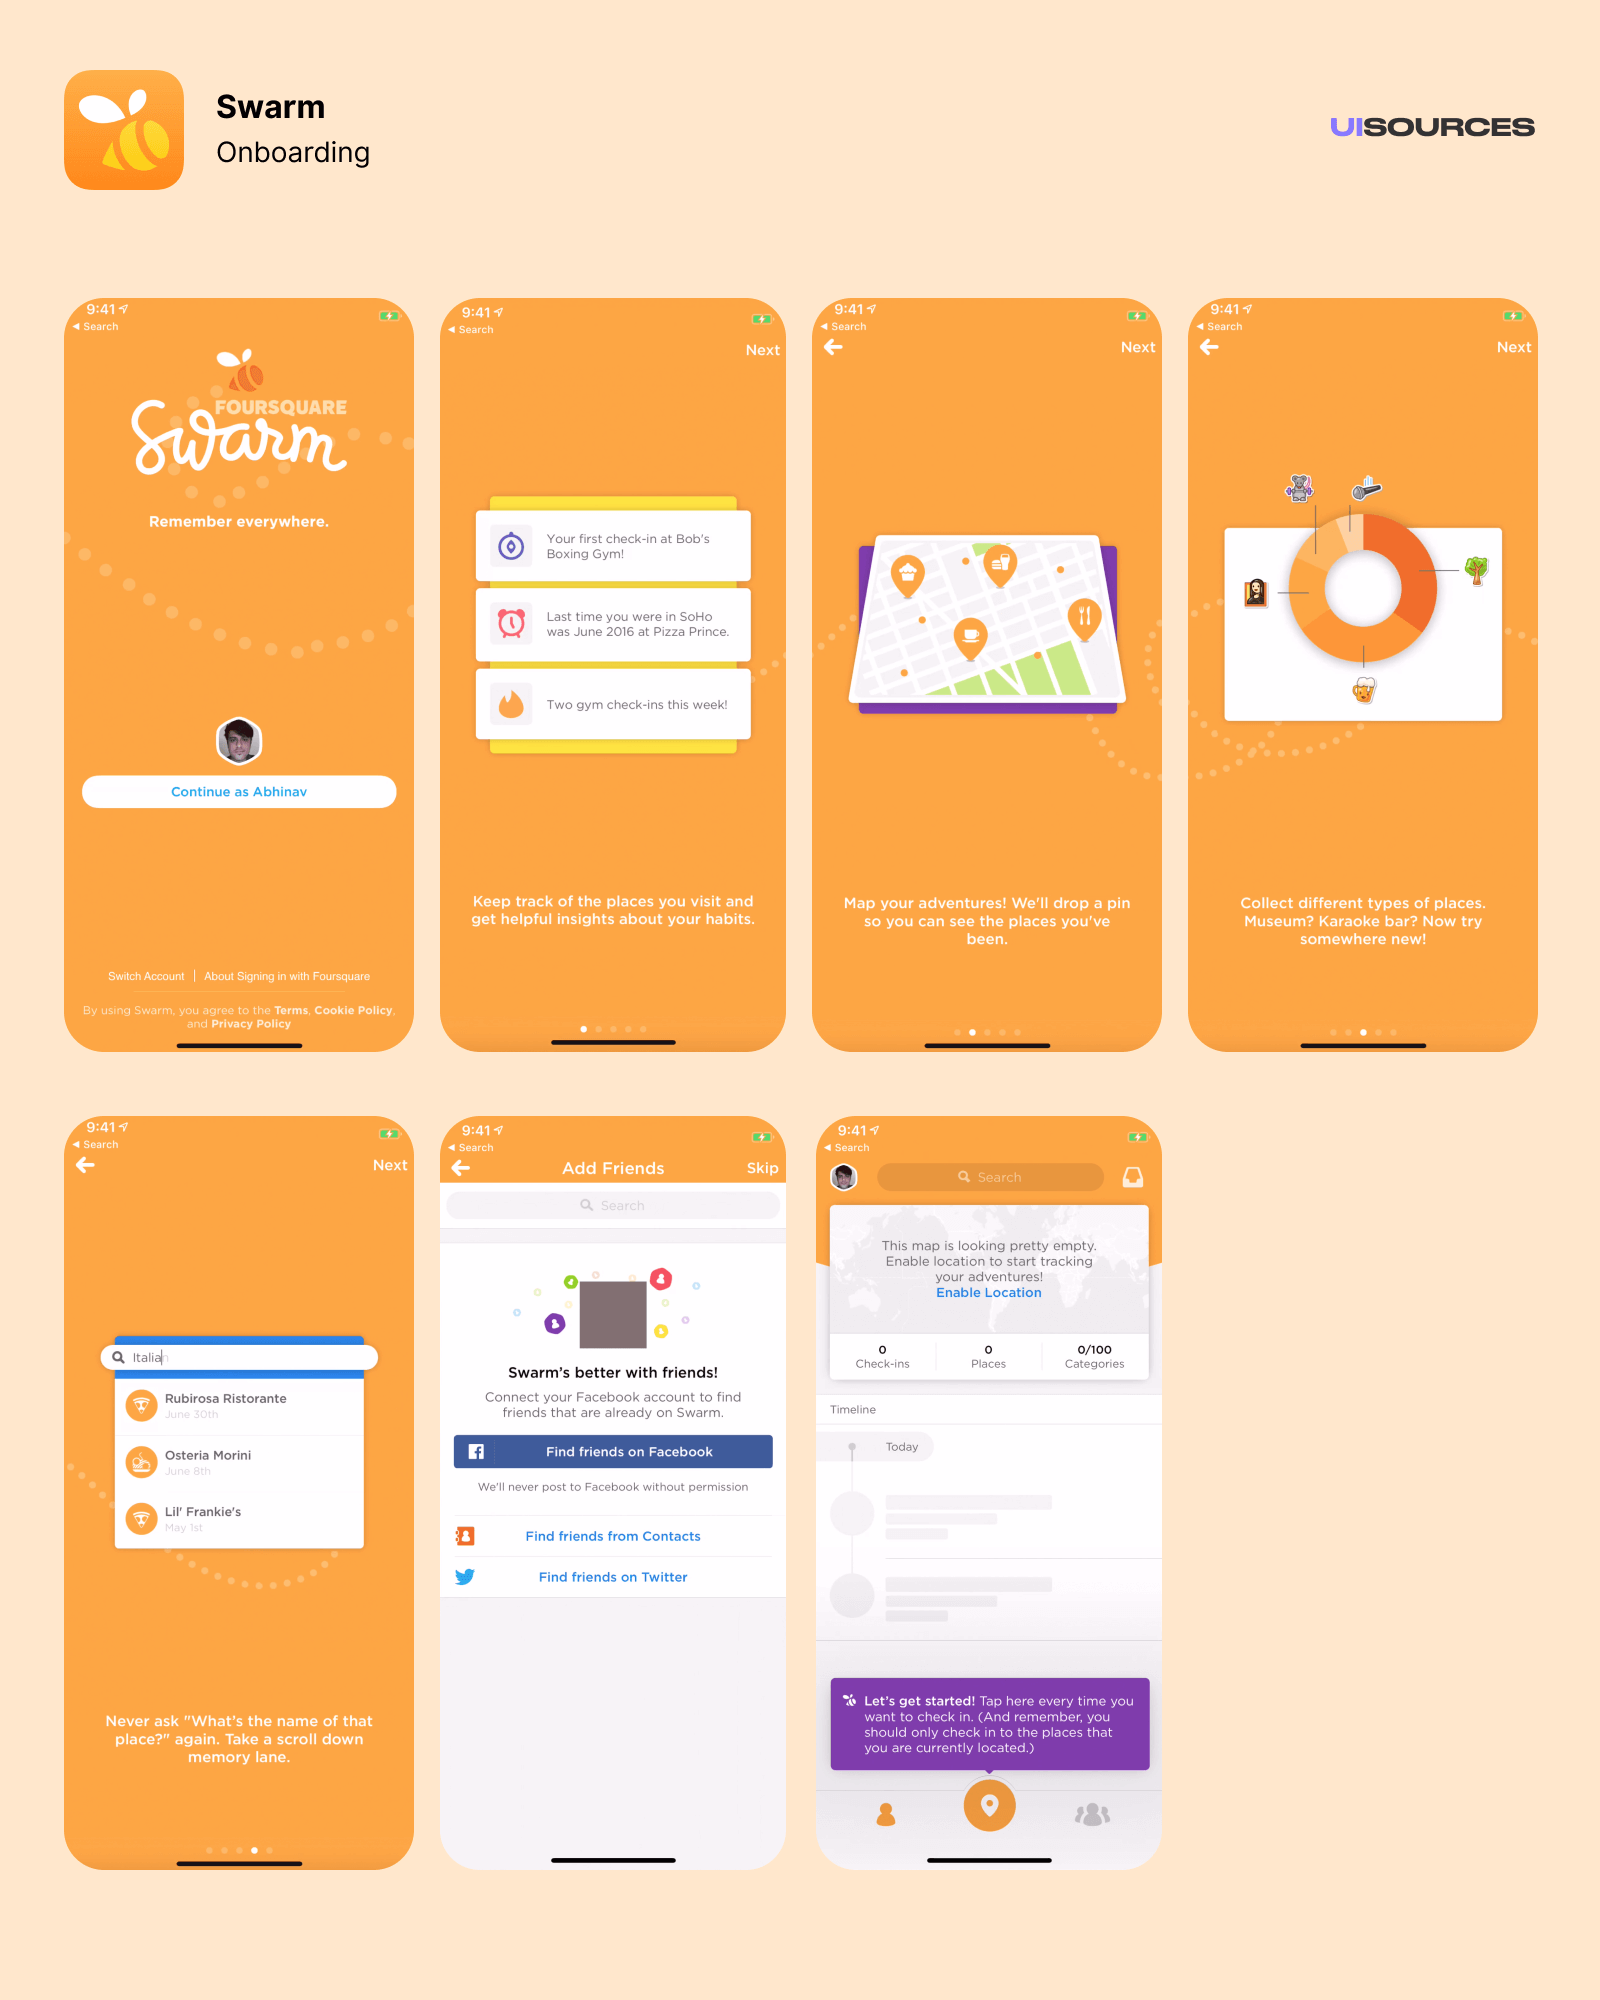 Swarm
Onboarding
UISOURCES
9:41
Search
FOURSQUARE
Swarm
Remember everywhere.
Continue as Abhinav
Switch Account | About Signing in with Foursquare
By using Swarm, you agree to the Terms, Cookie Policy,
and Privacy Policy
9:41
Search
Next
Your first check-in at Bob's
Boxing Gym!
Last time you were in SoHo
was June 2016 at Pizza Prince.
Two gym check-ins this week!
Keep track of the places you visit and
get helpful insights about your habits.
9:41
Search
Next
Map your adventures! We'll drop a pin
so you can see the places you've
been.
9:41
Search
Next
Collect different types of places.
Museum? Karaoke bar? Now try
somewhere new!
9:41
Search
Next
Italian
Rubirosa Ristorante
June 30th
Osteria Morini
June 8th
Lil' Frankie's
May 1st
Never ask "What's the name of that
place?" again. Take a scroll down
memory lane.
9:41
Search
Add Friends
Skip
Search
Swarm's better with friends!
Connect your Facebook account to find
friends that are already on Swarm.
Find friends on Facebook
We'll never post to Facebook without permission
Find friends from Contacts
Find friends on Twitter
9:41
Search
Search
This map is looking pretty empty.
Enable location to start tracking
your adventures!
Enable Location
0 0 0/100
Check-ins Places Categories
Timeline
Today
Let's get started! Tap here every time you
want to check in. (And remember, you
should only check in to the places that
you are currently located.)